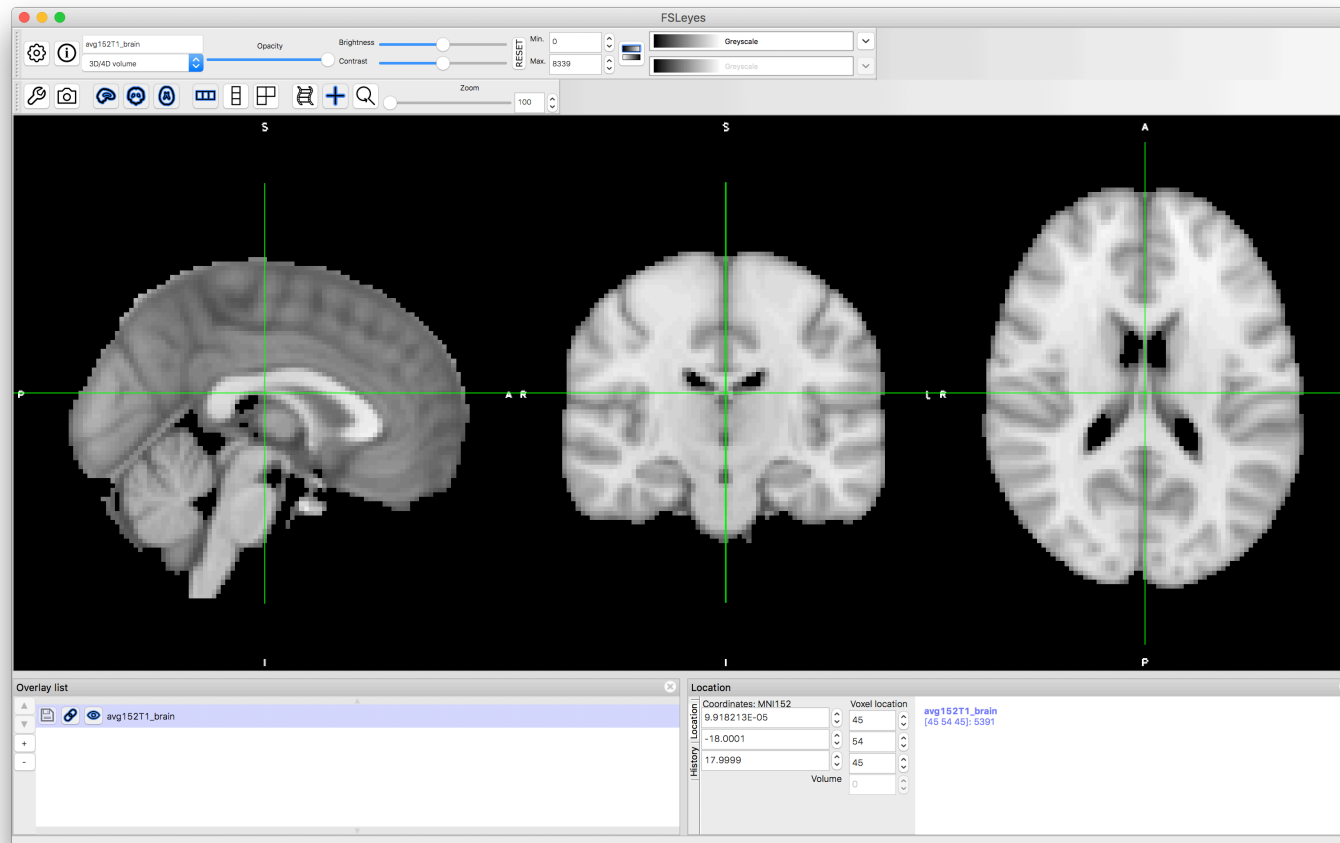 FSLeyes
avg152T1_brain
3D/4D volume
Opacity
Brightness
Contrast
RESET
Min. 0
Max. 8339
Greyscale
Greyscale
Zoom
100
S S A
P A R L R
I I P
Overlay list
avg152T1_brain
+
-
Location
Location
History
Coordinates: MNI152 Voxel location
9.918213E-05 45
-18.0001 54
17.9999 45
Volume 0
avg152T1_brain
[45 54 45]: 5391